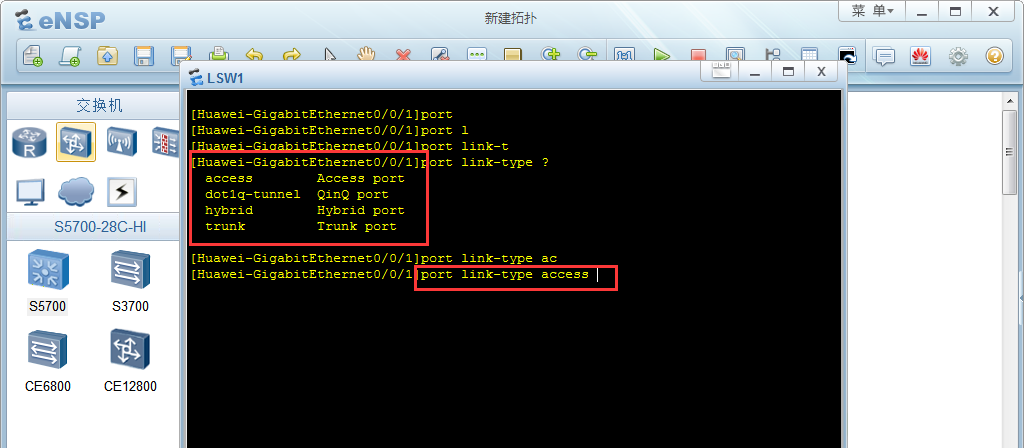 eNSP
新建拓扑
菜 单
LSW1
交换机
R
S5700-28C-HI
S5700
S3700
CE6800
CE12800
[Huawei-GigabitEthernet0/0/1]port
[Huawei-GigabitEthernet0/0/1]port l
[Huawei-GigabitEthernet0/0/1]port link-t
[Huawei-GigabitEthernet0/0/1]port link-type ?
access Access port
dot1q-tunnel QinQ port
hybrid Hybrid port
trunk Trunk port
[Huawei-GigabitEthernet0/0/1]port link-type ac
[Huawei-GigabitEthernet0/0/1]port link-type access